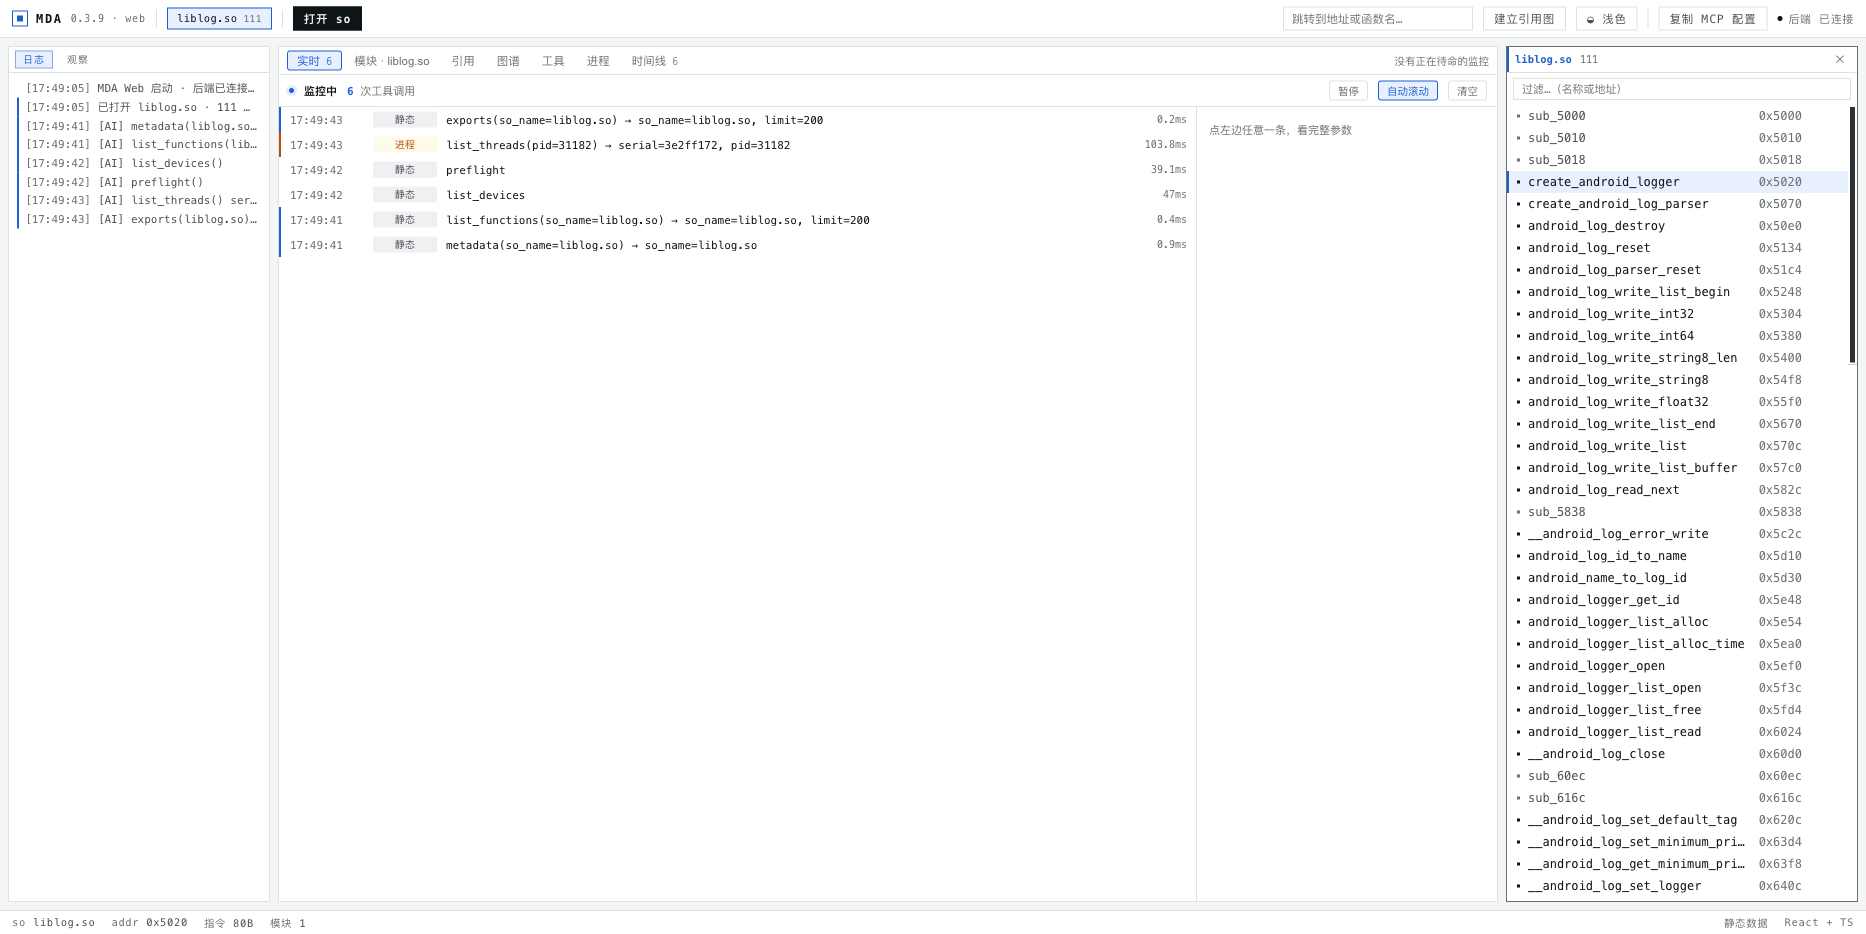 MDA 0.3.9 · web liblog.so 111 打开 so 跳转到地址或函数名… 建立引用图 浅色 复制 MCP 配置 后端 已连接
日志 观察
[17:49:05] MDA Web 启动 · 后端已连接…
[17:49:05] 已打开 liblog.so · 111 …
[17:49:41] [AI] metadata(liblog.so…
[17:49:41] [AI] list_functions(lib…
[17:49:42] [AI] list_devices()
[17:49:42] [AI] preflight()
[17:49:43] [AI] list_threads() ser…
[17:49:43] [AI] exports(liblog.so)…
实时 6 模块 · liblog.so 引用 图谱 工具 进程 时间线 6 没有正在待命的监控
监控中 6 次工具调用 暂停 自动滚动 清空
17:49:43 静态 exports(so_name=liblog.so) → so_name=liblog.so, limit=200 0.2ms
17:49:43 进程 list_threads(pid=31182) → serial=3e2ff172, pid=31182 103.8ms
17:49:42 静态 preflight 39.1ms
17:49:42 静态 list_devices 47ms
17:49:41 静态 list_functions(so_name=liblog.so) → so_name=liblog.so, limit=200 0.4ms
17:49:41 静态 metadata(so_name=liblog.so) → so_name=liblog.so 0.9ms
点左边任意一条，看完整参数
liblog.so 111 ×
过滤… (名称或地址)
sub_5000 0x5000
sub_5010 0x5010
sub_5018 0x5018
create_android_logger 0x5020
create_android_log_parser 0x5070
android_log_destroy 0x50e0
android_log_reset 0x5134
android_log_parser_reset 0x51c4
android_log_write_list_begin 0x5248
android_log_write_int32 0x5304
android_log_write_int64 0x5380
android_log_write_string8_len 0x5400
android_log_write_string8 0x54f8
android_log_write_float32 0x55f0
android_log_write_list_end 0x5670
android_log_write_list 0x570c
android_log_write_list_buffer 0x57c0
android_log_read_next 0x582c
sub_5838 0x5838
__android_log_error_write 0x5c2c
android_log_id_to_name 0x5d10
android_name_to_log_id 0x5d30
android_logger_get_id 0x5e48
android_logger_list_alloc 0x5e54
android_logger_list_alloc_time 0x5ea0
android_logger_open 0x5ef0
android_logger_list_open 0x5f3c
android_logger_list_free 0x5fd4
android_logger_list_read 0x6024
__android_log_close 0x60d0
sub_60ec 0x60ec
sub_616c 0x616c
__android_log_set_default_tag 0x620c
__android_log_set_minimum_pri… 0x63d4
__android_log_get_minimum_pri… 0x63f8
__android_log_set_logger 0x640c
so liblog.so addr 0x5020 指令 80B 模块 1 静态数据 React + TS